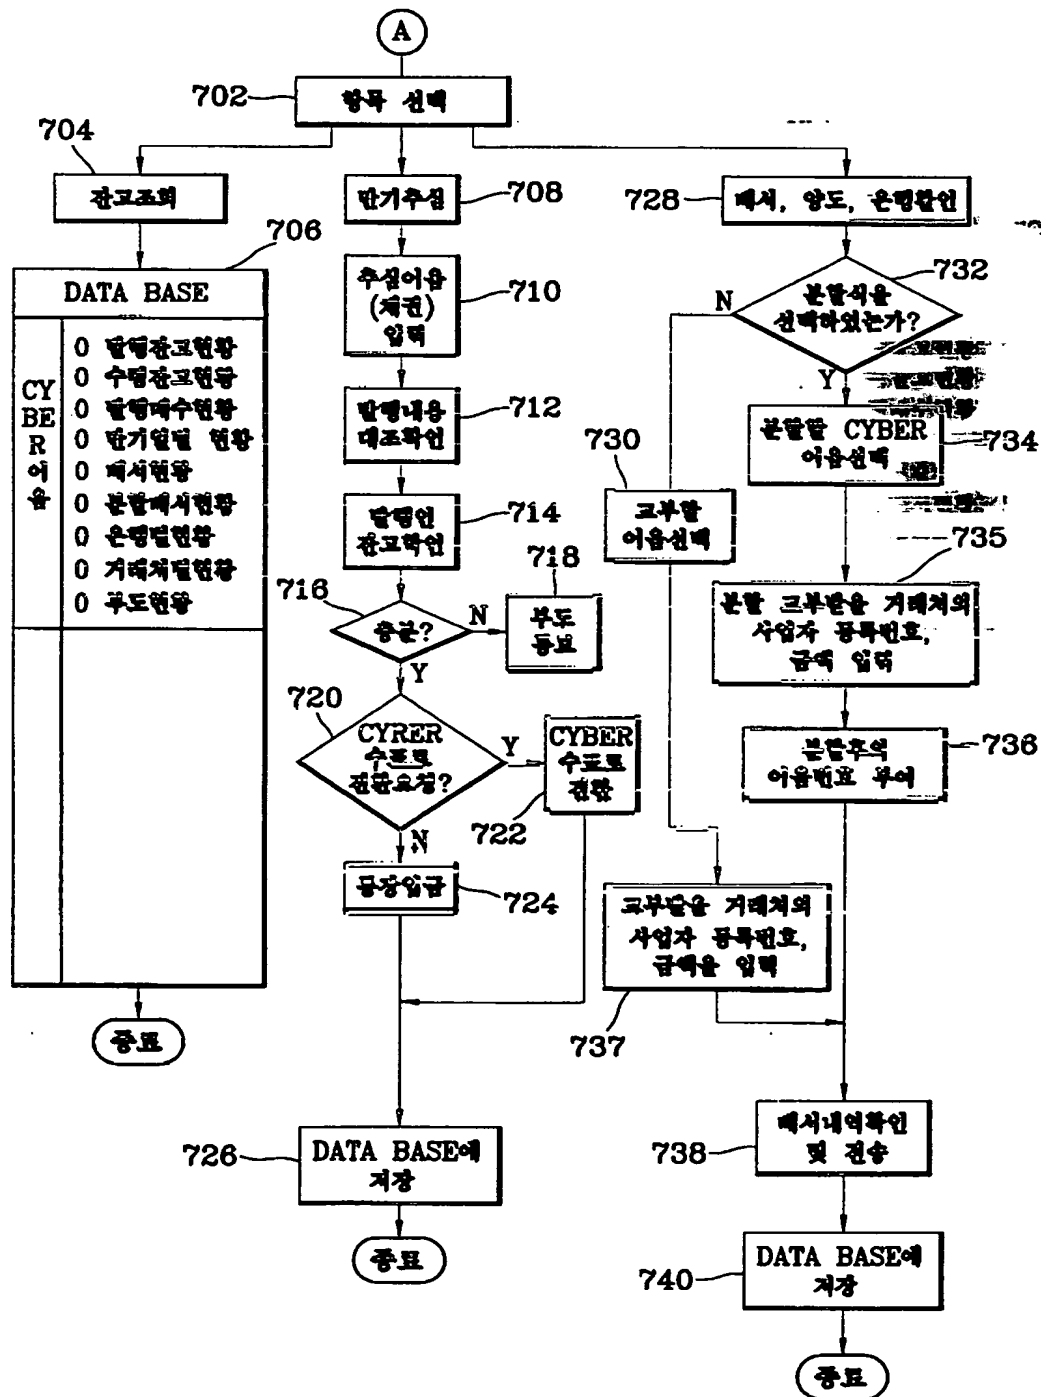 A
702
항목 선택
704
잔고조회
706
DATA BASE
CY
BE
R
어
음
0 발행잔고현황
0 수령잔고현황
0 발행매수현황
0 만기일별 현황
0 배서현황
0 분할배서현황
0 은행별현황
0 거래처별현황
0 부도현황
종료
만기추심
708
추심어음
(채권)
입력
710
발행내용
대조확인
712
발행인
잔고확인
714
716
충분?
N
Y
718
부도
통보
720
CYRER
수표로
전환요청?
Y
N
CYBER
수표로
전환
722
통장입금
724
726
DATA BASE에
저장
종료
728
배서, 양도, 은행할인
732
분할식을
선택하였는가?
N
Y
730
교부할
어음선택
분할할 CYBER
어음선택
734
735
분할 교부받을 거래처의
사업자 등록번호,
금액 입력
분할후의
어음번호 부여
736
교부받을 거래처의
사업자 등록번호,
금액을 입력
737
738
배서내역확인
및 전송
740
DATA BASE에
저장
종료